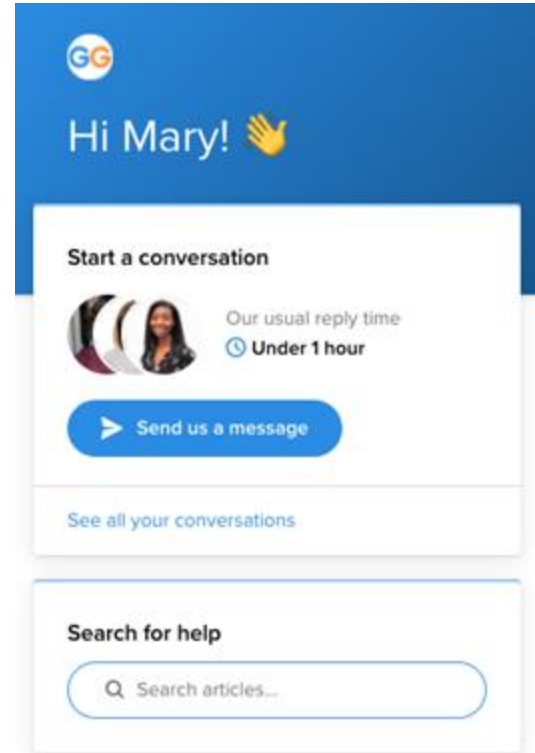 GG
Hi Mary! 👋
Start a conversation
Our usual reply time
Under 1 hour
Send us a message
See all your conversations
Search for help
Search articles...